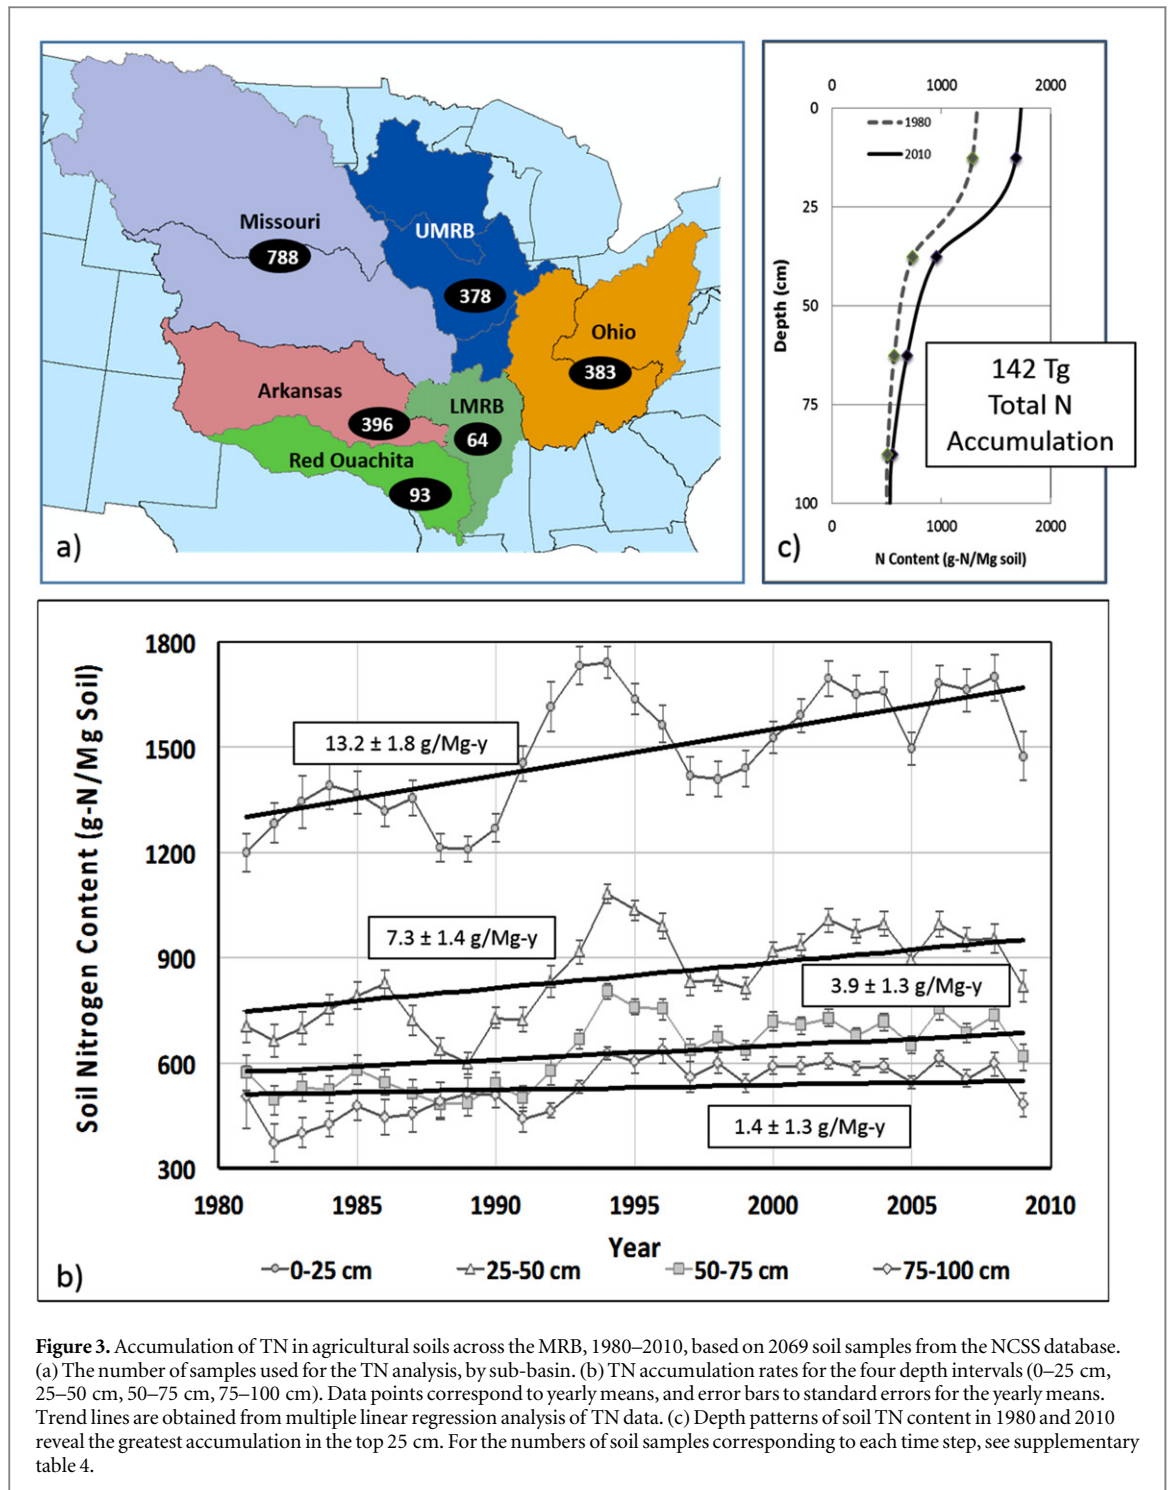 Missouri
788
UMRB
378
Ohio
383
Arkansas
396
LMRB
64
Red Ouachita
93
a)
0 1000 2000
0
25
50
75
100
Depth (cm)
1980
2010
142 Tg
Total N
Accumulation
0 1000 2000
c)
N Content (g-N/Mg soil)
Soil Nitrogen Content (g-N/Mg Soil)
1800
1500
1200
900
600
300
13.2 ± 1.8 g/Mg-y
7.3 ± 1.4 g/Mg-y
3.9 ± 1.3 g/Mg-y
1.4 ± 1.3 g/Mg-y
1980 1985 1990 1995 2000 2005 2010
Year
b)
0-25 cm 25-50 cm 50-75 cm 75-100 cm
Figure 3. Accumulation of TN in agricultural soils across the MRB, 1980–2010, based on 2069 soil samples from the NCSS database.
(a) The number of samples used for the TN analysis, by sub-basin. (b) TN accumulation rates for the four depth intervals (0–25 cm,
25–50 cm, 50–75 cm, 75–100 cm). Data points correspond to yearly means, and error bars to standard errors for the yearly means.
Trend lines are obtained from multiple linear regression analysis of TN data. (c) Depth patterns of soil TN content in 1980 and 2010
reveal the greatest accumulation in the top 25 cm. For the numbers of soil samples corresponding to each time step, see supplementary
table 4.